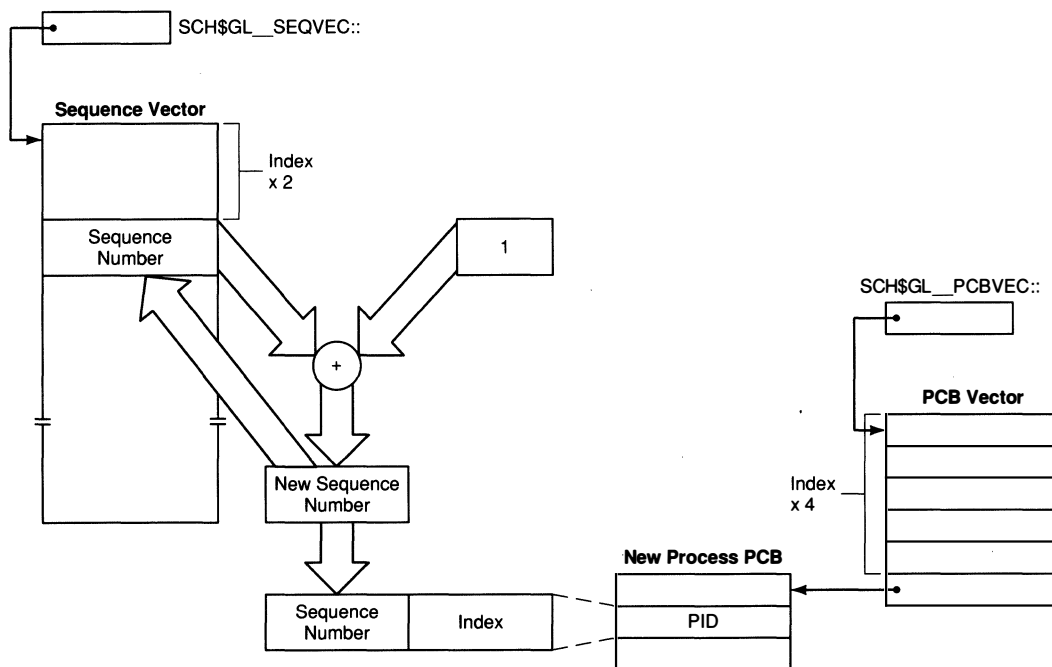 SCH$GL__SEQVEC::
Sequence Vector
Index
x 2
Sequence
Number
1
+
SCH$GL__PCBVEC::
PCB Vector
Index
x 4
New Sequence
Number
New Process PCB
Sequence
Number
Index
PID